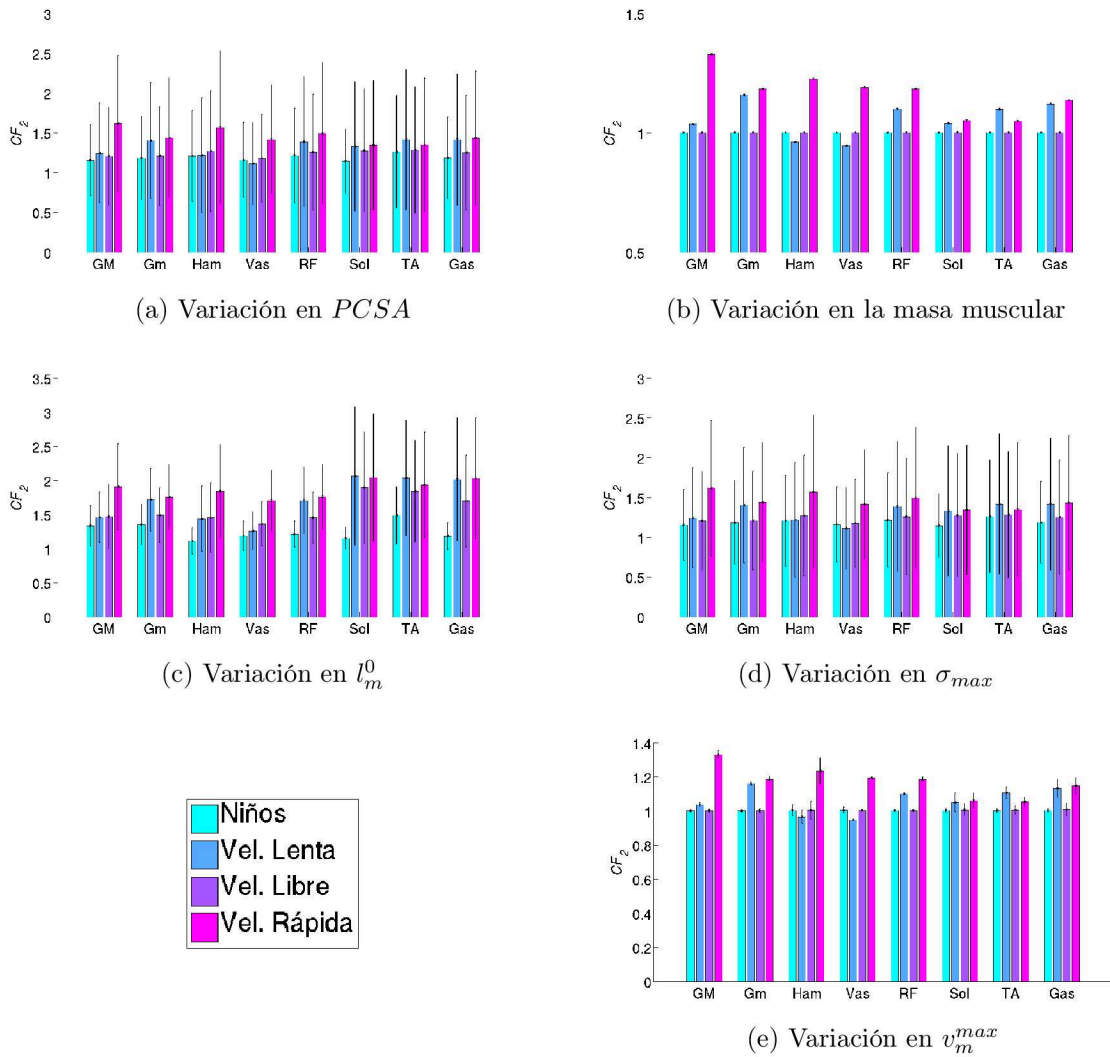 3
2.5
2
1.5
1
0.5
0
CF₂
GM Gm Ham Vas RF Sol TA Gas
(a) Variación en PCSA
1.5
1
0.5
CF₂
GM Gm Ham Vas RF Sol TA Gas
(b) Variación en la masa muscular
3.5
3
2.5
2
1.5
1
0.5
0
CF₂
GM Gm Ham Vas RF Sol TA Gas
(c) Variación en l_m^0
3
2.5
2
1.5
1
0.5
0
CF₂
GM Gm Ham Vas RF Sol TA Gas
(d) Variación en σ_max
Niños
Vel. Lenta
Vel. Libre
Vel. Rápida
1.4
1.2
1
0.8
0.6
0.4
0.2
0
CF₂
GM Gm Ham Vas RF Sol TA Gas
(e) Variación en v_m^max